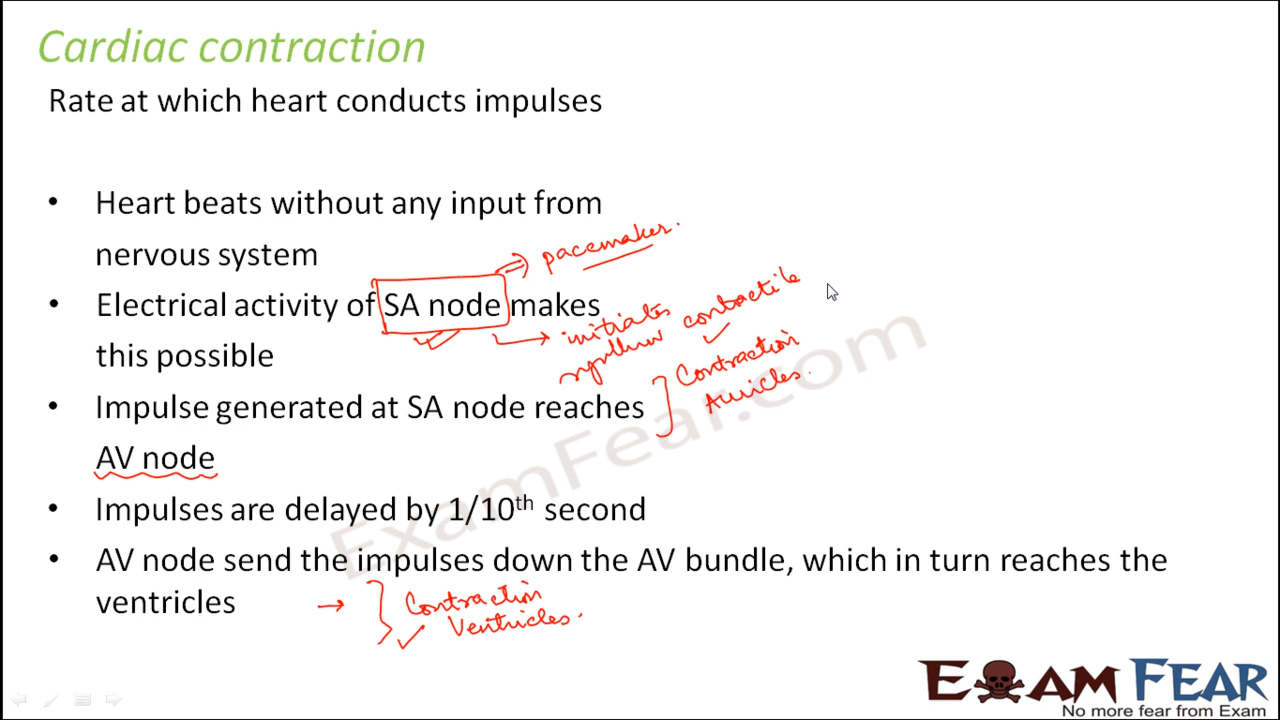 Cardiac contraction
Rate at which heart conducts impulses
• Heart beats without any input from
nervous system
⇒ pacemaker.
• Electrical activity of SA node makes
this possible
→ initiates
contractile
• Impulse generated at SA node reaches
AV node
Contraction
Auricles.
• Impulses are delayed by 1/10th second
• AV node send the impulses down the AV bundle, which in turn reaches the
ventricles → Contraction
Ventricles.
ExamFear.com
EXAM FEAR
No more fear from Exam